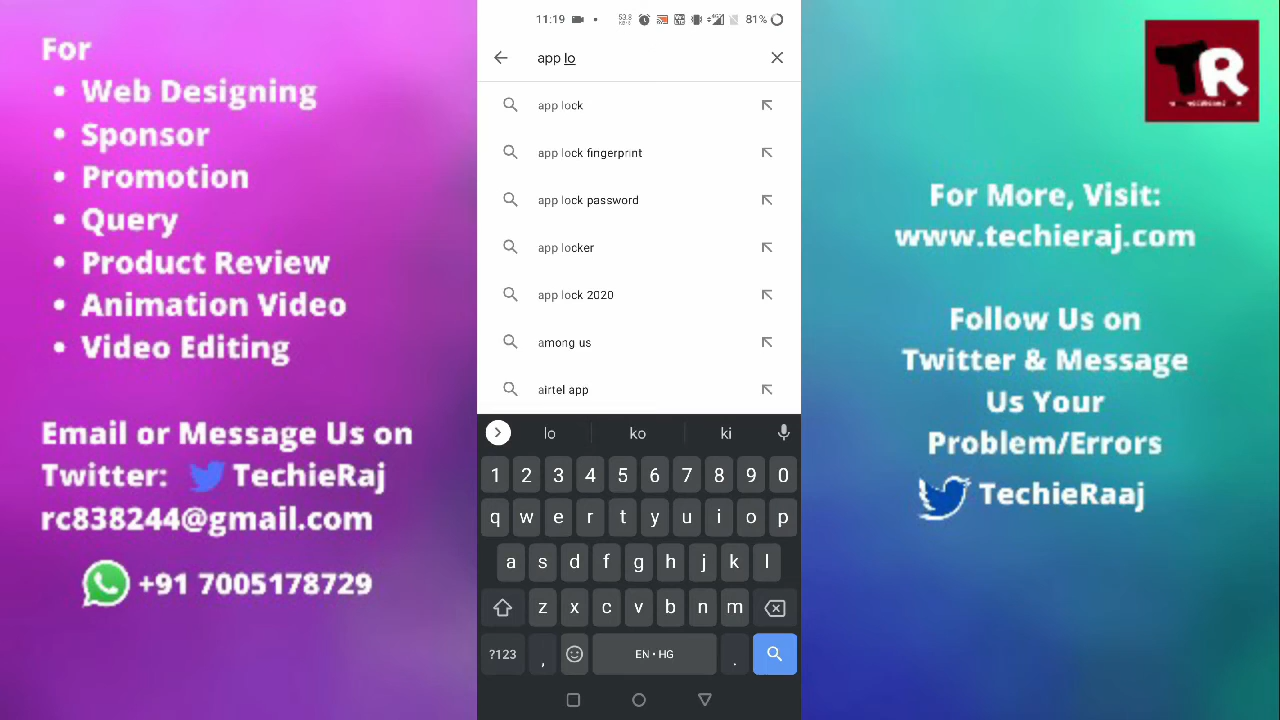 For
• Web Designing
• Sponsor
• Promotion
• Query
• Product Review
• Animation Video
• Video Editing
Email or Message Us on
Twitter: TechieRaj
rc838244@gmail.com
+91 7005178729
11:19
81%
app lo
app lock
app lock fingerprint
app lock password
app locker
app lock 2020
among us
airtel app
lo ko ki
1 2 3 4 5 6 7 8 9 0
q w e r t y u i o p
a s d f g h j k l
z x c v b n m
?123 , EN • HG .
TR
For More, Visit:
www.techieraj.com
Follow Us on
Twitter & Message
Us Your
Problem/Errors
TechieRaaj